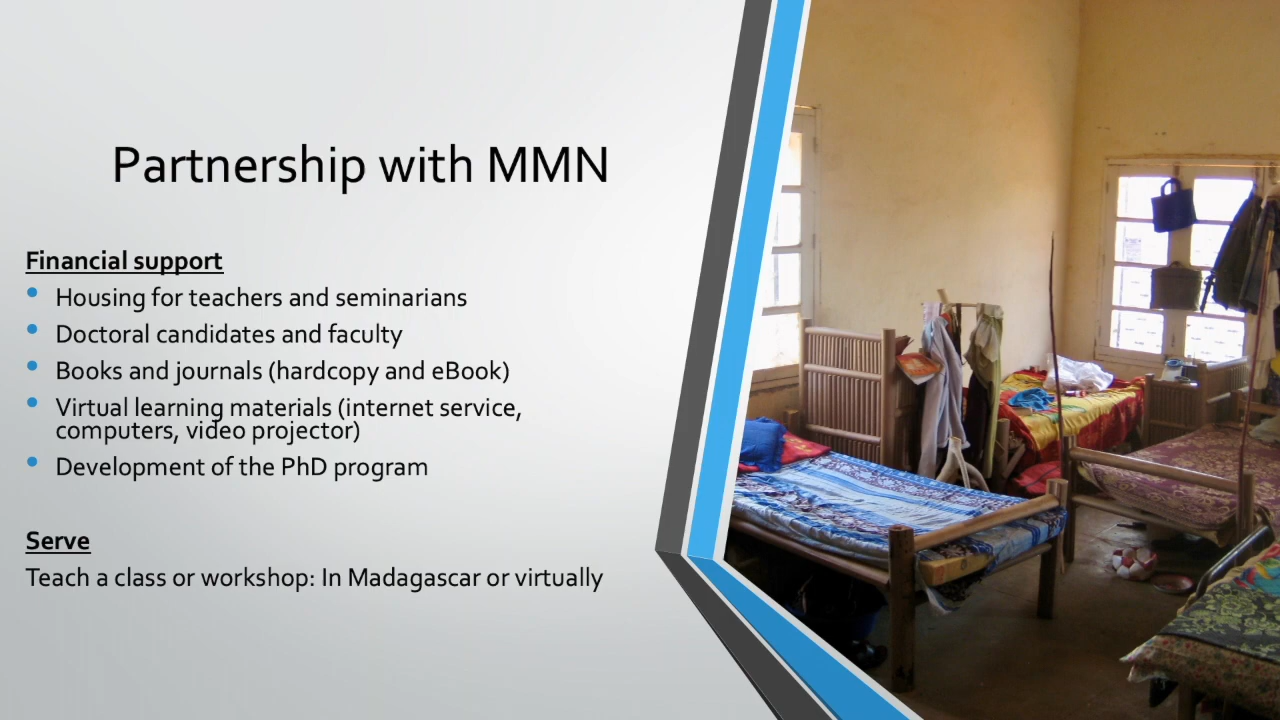 Partnership with MMN
Financial support
• Housing for teachers and seminarians
• Doctoral candidates and faculty
• Books and journals (hardcopy and eBook)
• Virtual learning materials (internet service,
computers, video projector)
• Development of the PhD program
Serve
Teach a class or workshop: In Madagascar or virtually